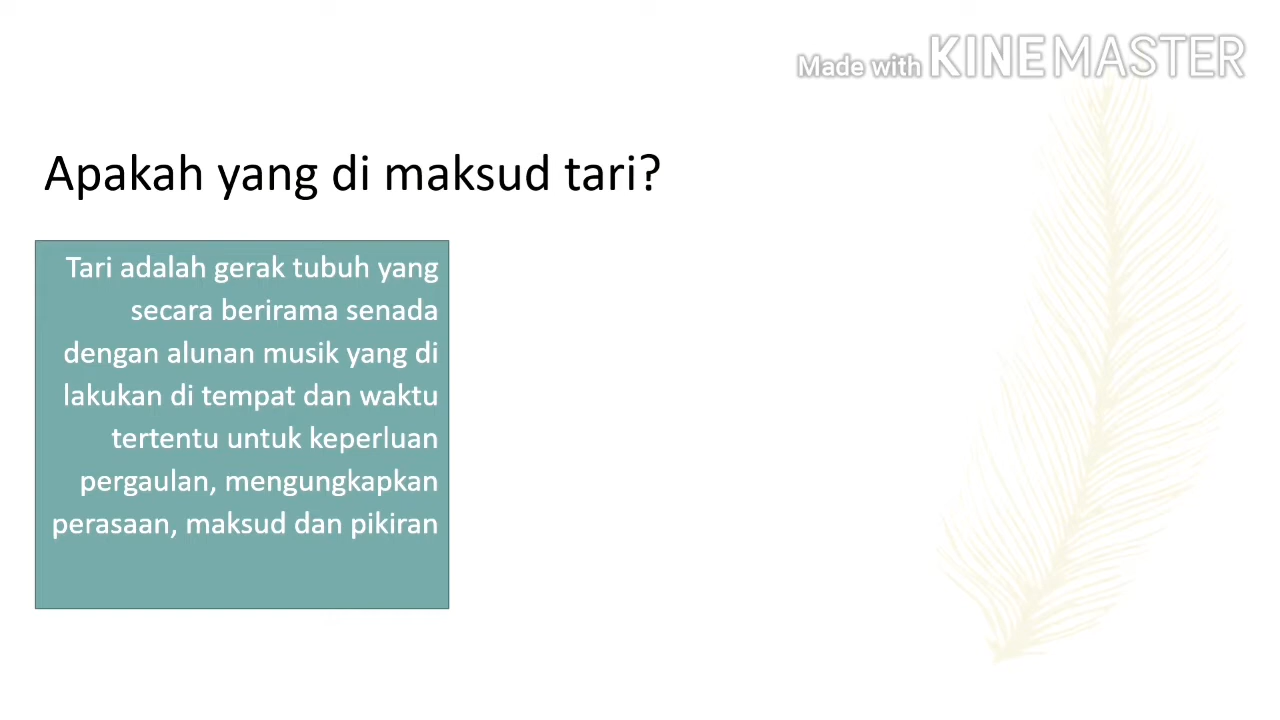 Made with KINEMASTER
Apakah yang di maksud tari?
Tari adalah gerak tubuh yang
secara berirama senada
dengan alunan musik yang di
lakukan di tempat dan waktu
tertentu untuk keperluan
pergaulan, mengungkapkan
perasaan, maksud dan pikiran